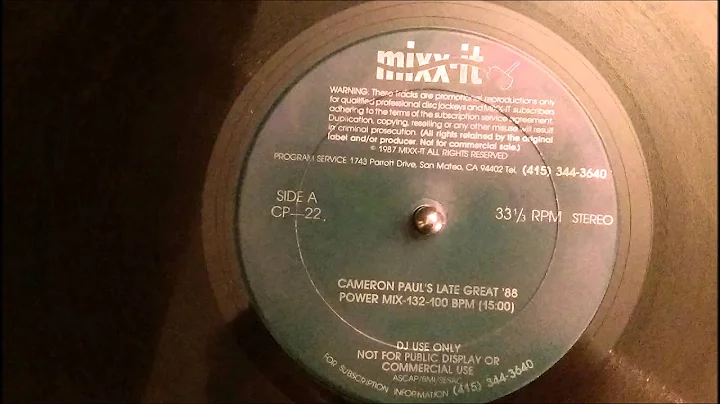 mixx-it
WARNING: These tracks are promotional reproductions only
for qualified professional disc jockeys and MIXX-IT subscribers
adhering to the terms of the subscription service agreement.
Duplication, copying, reselling or any other misuse will result
in criminal prosecution. (All rights retained by the original
label and/or producer. Not for commercial sale.)
© 1987 MIXX-IT ALL RIGHTS RESERVED
PROGRAM SERVICE 1743 Parrott Drive, San Mateo, CA 94402 Tel. (415) 344-3640
SIDE A
CP—22
33⅓ RPM STEREO
CAMERON PAUL'S LATE GREAT '88
POWER MIX-132-100 BPM (15:00)
DJ USE ONLY
NOT FOR PUBLIC DISPLAY OR
COMMERCIAL USE
ASCAP/BMI/SESAC
FOR SUBSCRIPTION INFORMATION (415) 344-3640